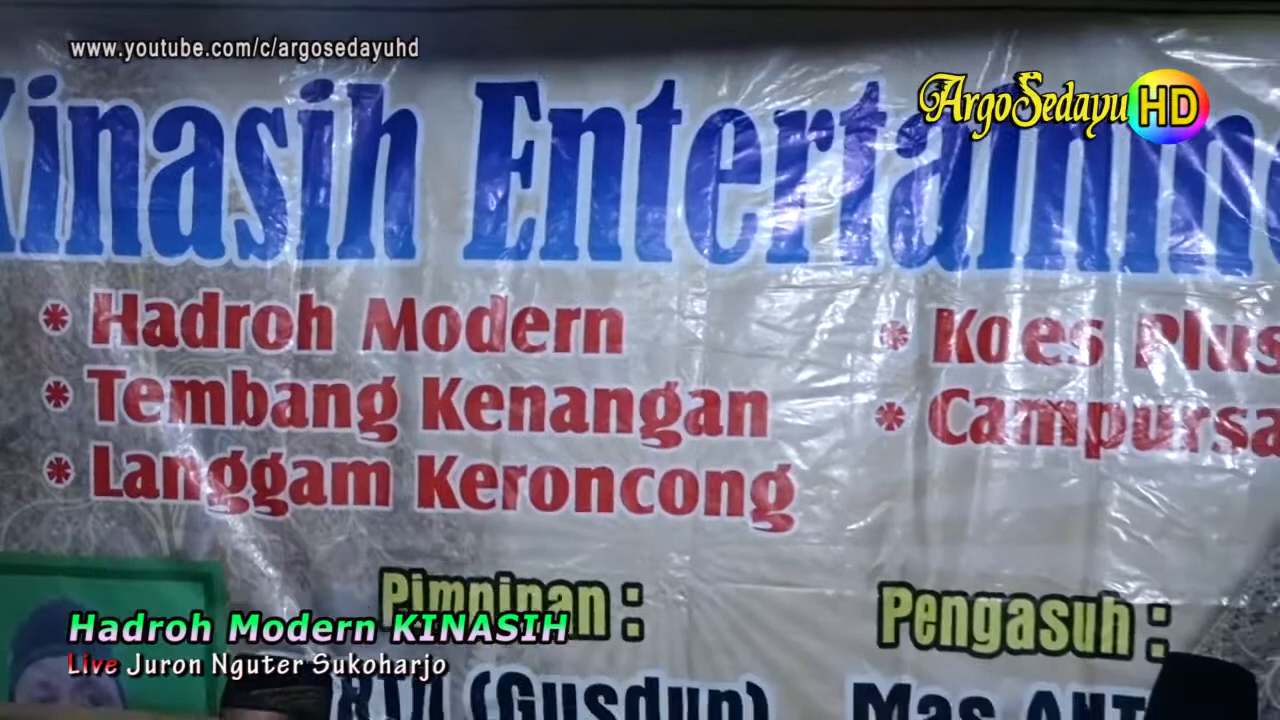 www.youtube.com/c/argosedayuhd
ArgoSedayu HD
Kinasih Entertainme
* Hadroh Modern
* Koes Plus
* Tembang Kenangan
* Campursa
* Langgam Keroncong
Pimpinan :
Pengasuh :
Hadroh Modern KINASIH
Live Juron Nguter Sukoharjo
(Gusdun)
Mas